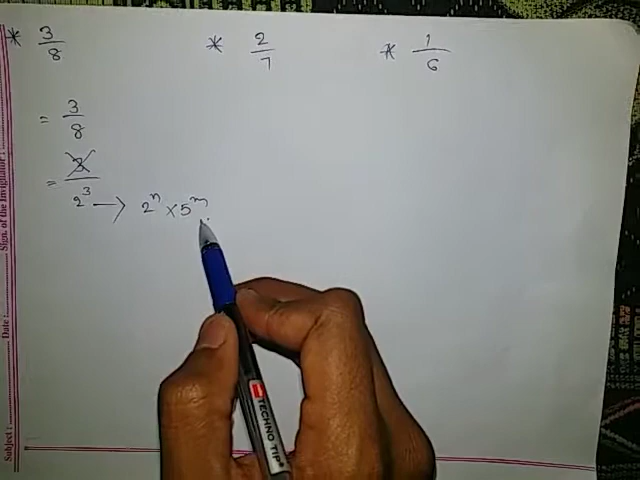 * 3/8 * 2/7 * 1/6
= 3/8
= 3/2³ → 2ⁿ × 5ᵐ
Subject : Date : Sign. of the Invigilator :
TECHNO TIP